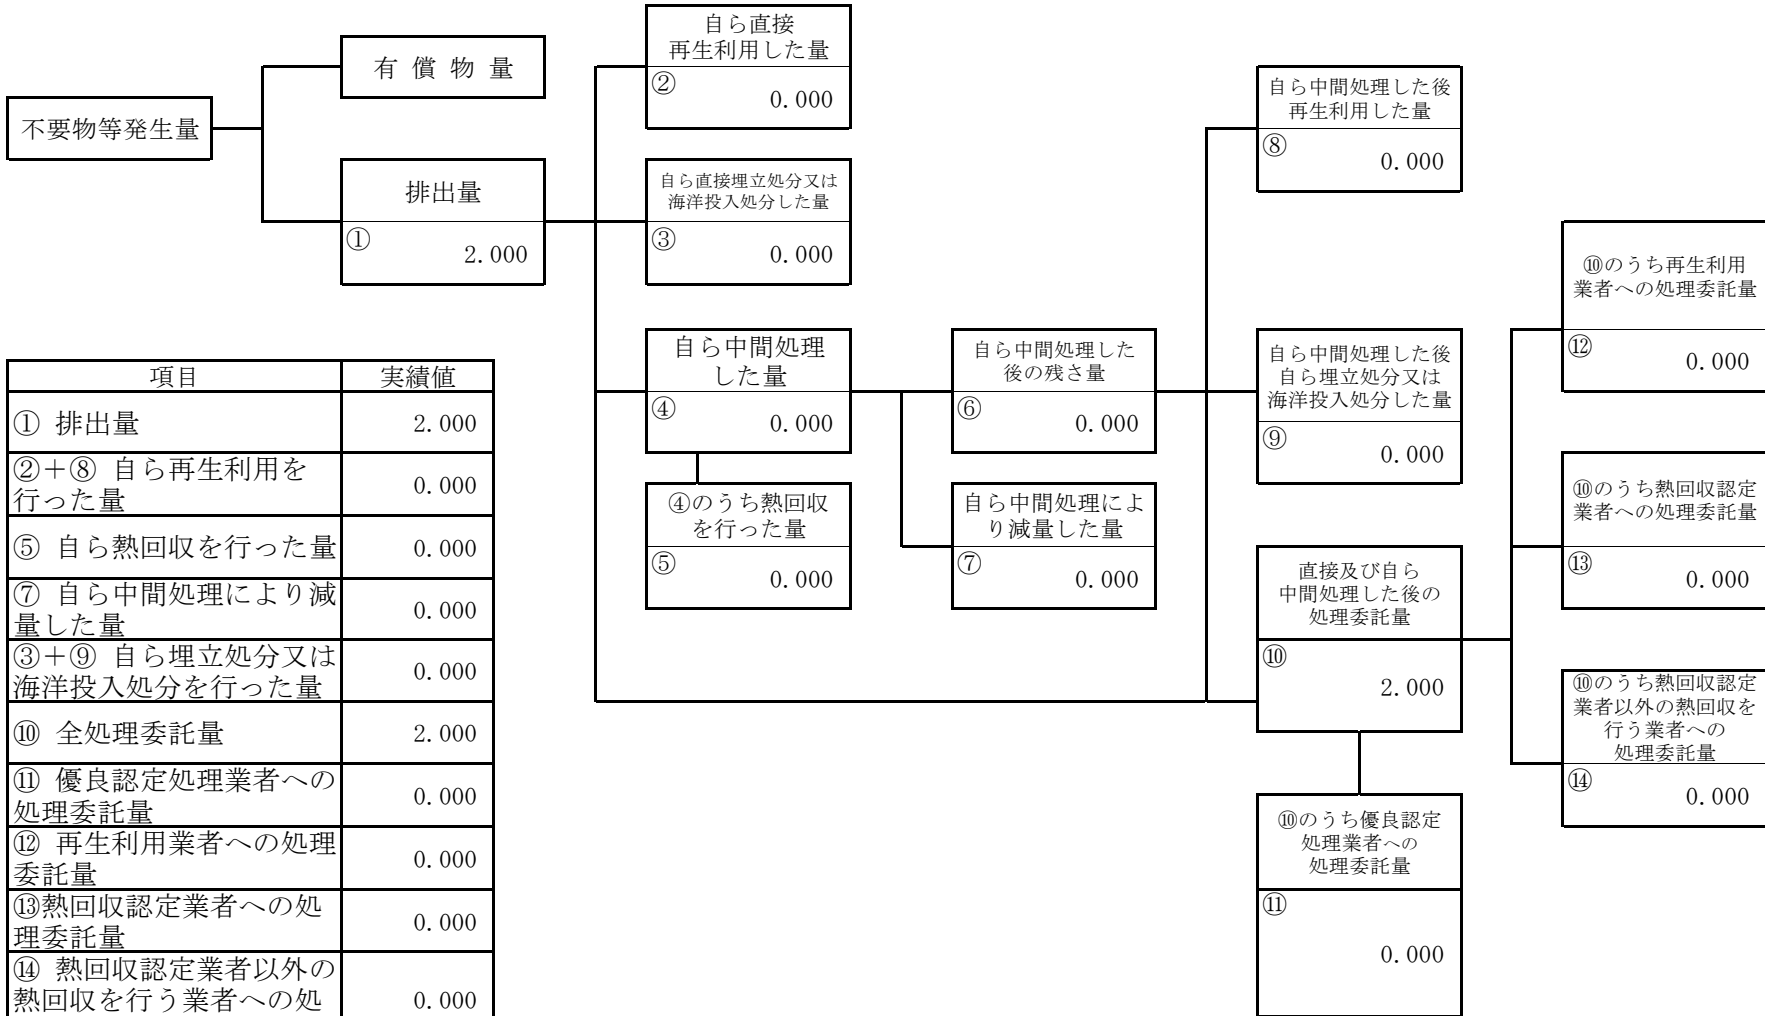 不要物等発生量
有 償 物 量
排出量
①
2.000
自ら直接
再生利用した量
②
0.000
自ら直接埋立処分又は
海洋投入処分した量
③
0.000
自ら中間処理
した量
④
0.000
④のうち熱回収
を行った量
⑤
0.000
自ら中間処理した
後の残さ量
⑥
0.000
自ら中間処理によ
り減量した量
⑦
0.000
自ら中間処理した後
再生利用した量
⑧
0.000
自ら中間処理した後
自ら埋立処分又は
海洋投入処分した量
⑨
0.000
直接及び自ら
中間処理した後の
処理委託量
⑩
2.000
⑩のうち優良認定
処理業者への
処理委託量
⑪
0.000
⑩のうち再生利用
業者への処理委託量
⑫
0.000
⑩のうち熱回収認定
業者への処理委託量
⑬
0.000
⑩のうち熱回収認定
業者以外の熱回収を
行う業者への
処理委託量
⑭
0.000
項目 実績値
① 排出量 2.000
②＋⑧ 自ら再生利用を
行った量 0.000
⑤ 自ら熱回収を行った量 0.000
⑦ 自ら中間処理により減
量した量 0.000
③＋⑨ 自ら埋立処分又は
海洋投入処分を行った量 0.000
⑩ 全処理委託量 2.000
⑪ 優良認定処理業者への
処理委託量 0.000
⑫ 再生利用業者への処理
委託量 0.000
⑬熱回収認定業者への処
理委託量 0.000
⑭ 熱回収認定業者以外の
熱回収を行う業者への処 0.000